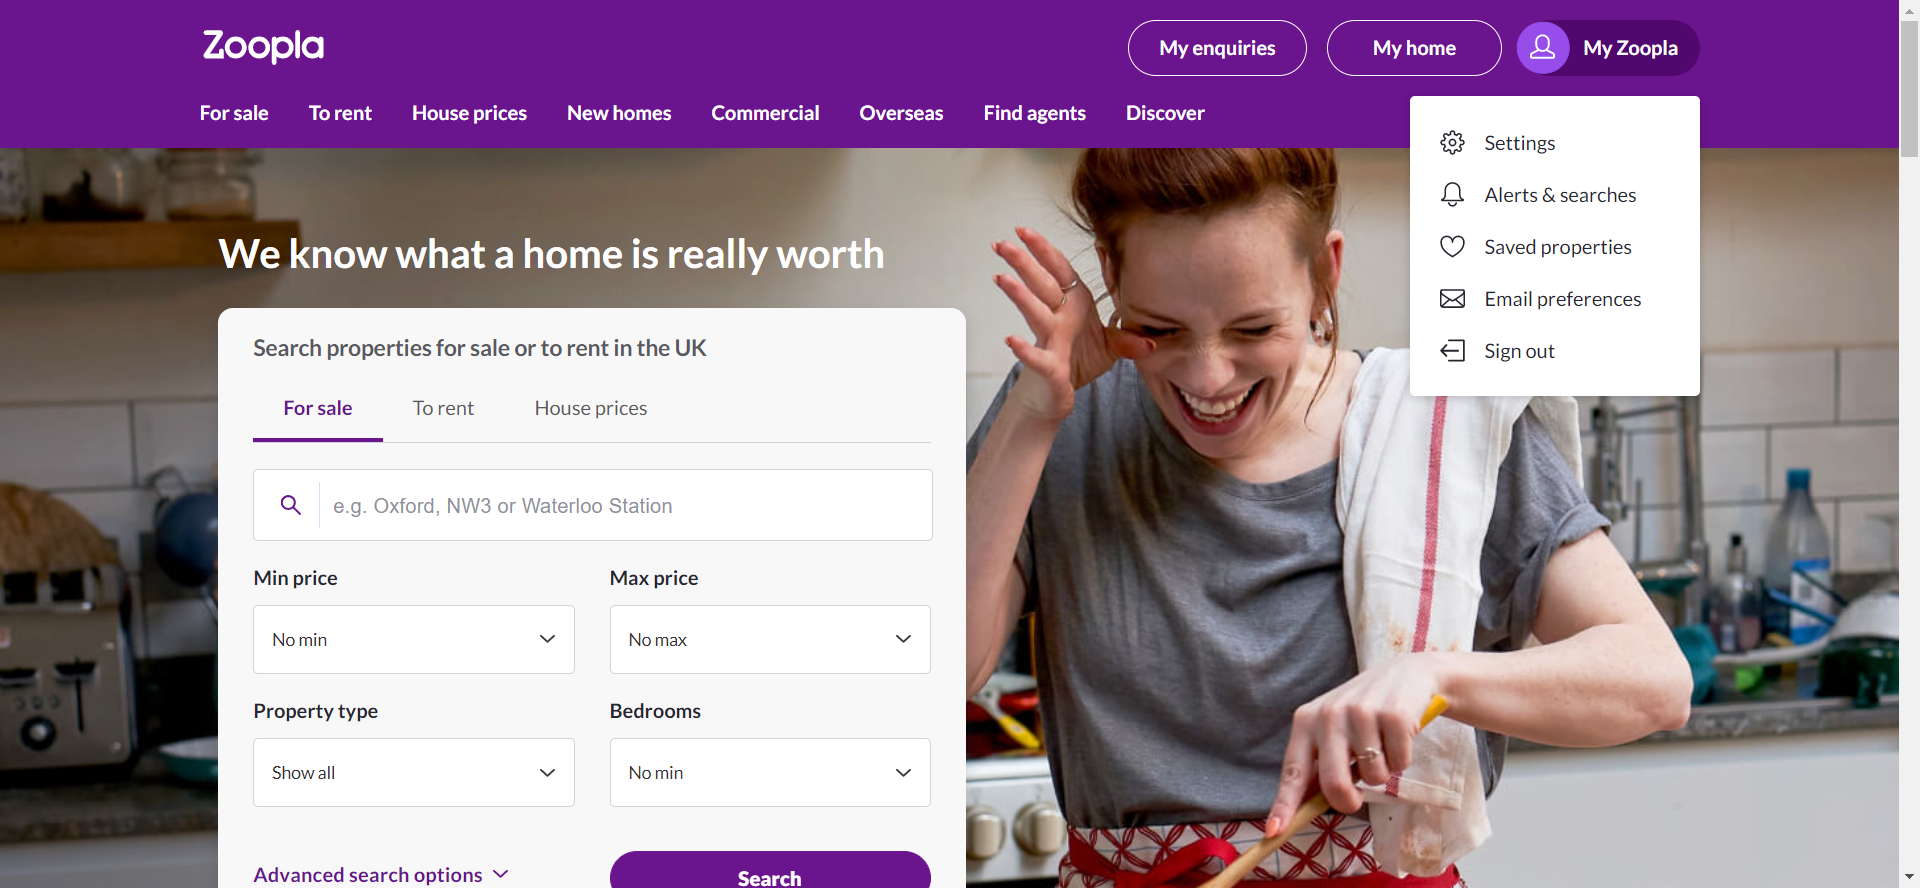 Zoopla
My enquiries
My home
My Zoopla
For sale
To rent
House prices
New homes
Commercial
Overseas
Find agents
Discover
Settings
Alerts & searches
Saved properties
Email preferences
Sign out
We know what a home is really worth
Search properties for sale or to rent in the UK
For sale
To rent
House prices
e.g. Oxford, NW3 or Waterloo Station
Min price
Max price
No min
No max
Property type
Bedrooms
Show all
No min
Advanced search options
Search